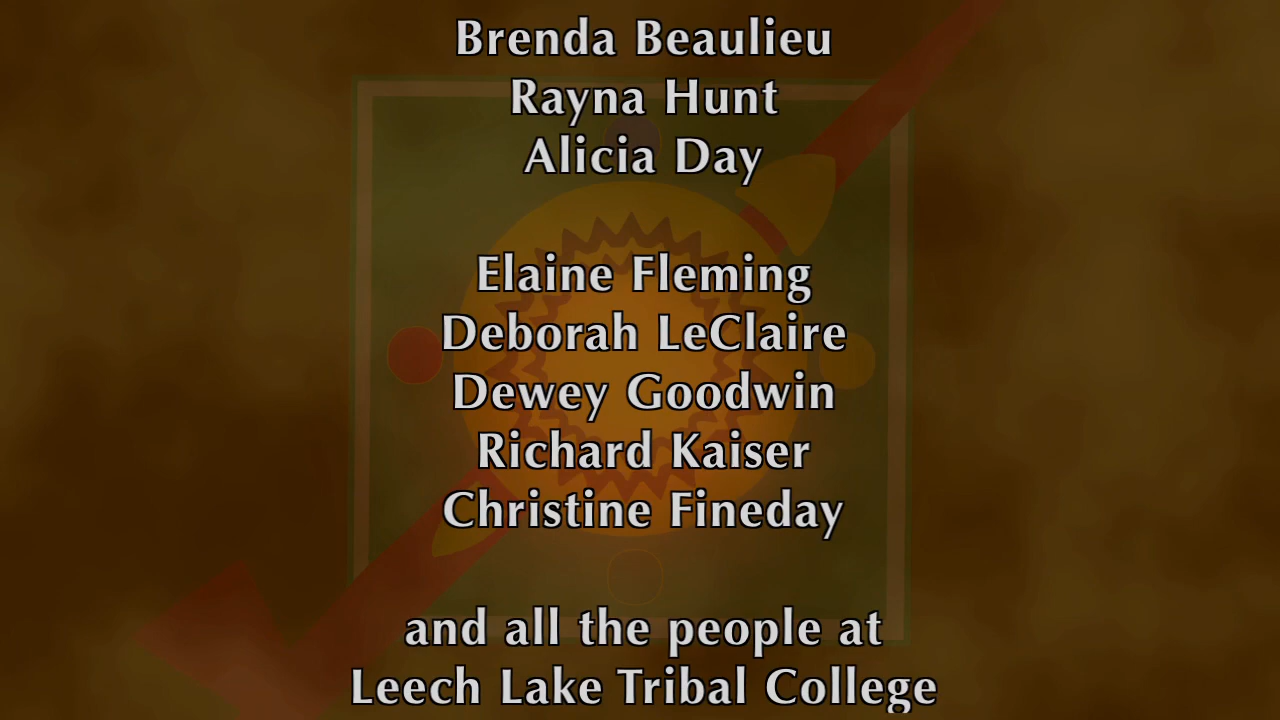 Brenda Beaulieu
Rayna Hunt
Alicia Day
Elaine Fleming
Deborah LeClaire
Dewey Goodwin
Richard Kaiser
Christine Fineday
and all the people at
Leech Lake Tribal College